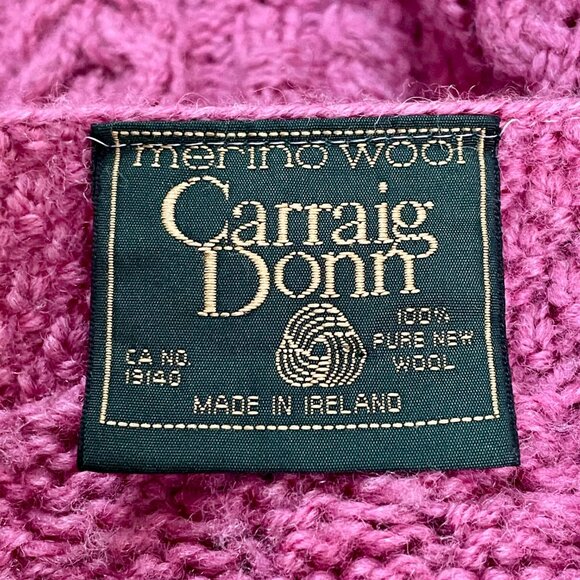 merino wool
Carraig
Donn
100%
PURE NEW
WOOL
CA NO.
19140
MADE IN IRELAND